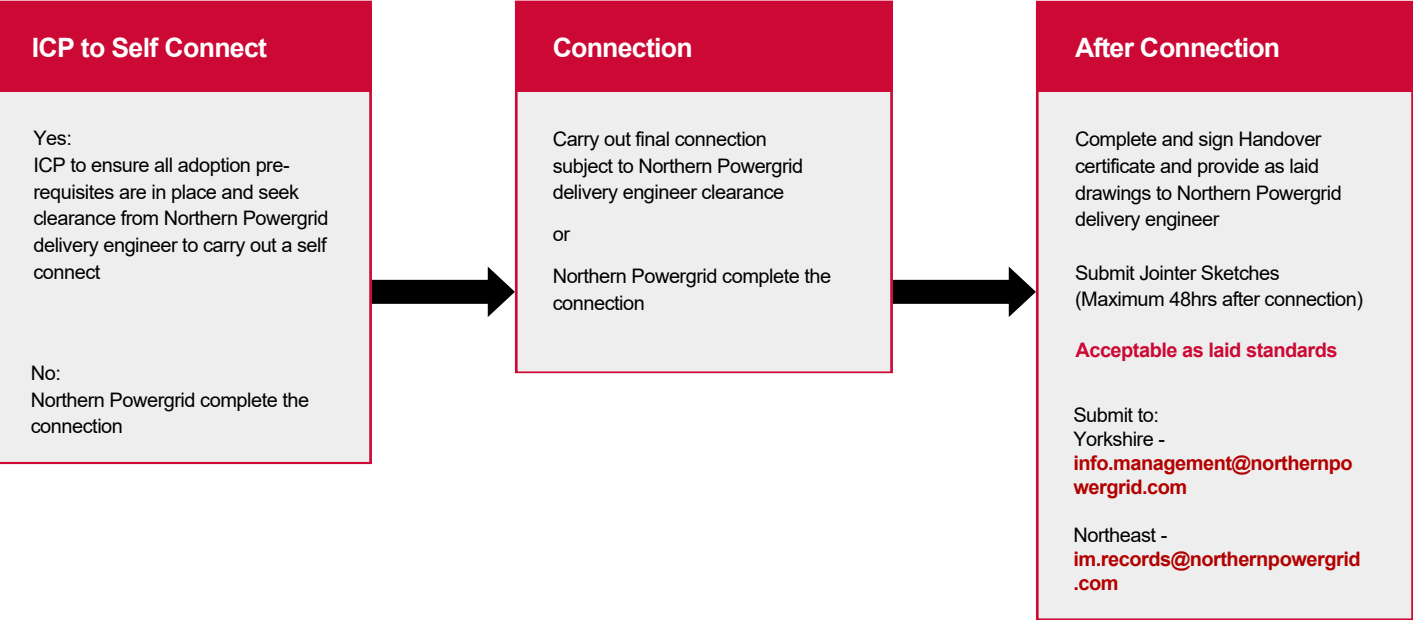 ICP to Self Connect
Yes:
ICP to ensure all adoption pre-
requisites are in place and seek
clearance from Northern Powergrid
delivery engineer to carry out a self
connect
No:
Northern Powergrid complete the
connection
Connection
Carry out final connection
subject to Northern Powergrid
delivery engineer clearance
or
Northern Powergrid complete the
connection
After Connection
Complete and sign Handover
certificate and provide as laid
drawings to Northern Powergrid
delivery engineer
Submit Jointer Sketches
(Maximum 48hrs after connection)
Acceptable as laid standards
Submit to:
Yorkshire -
info.management@northernpo
wergrid.com
Northeast -
im.records@northernpowergrid
.com